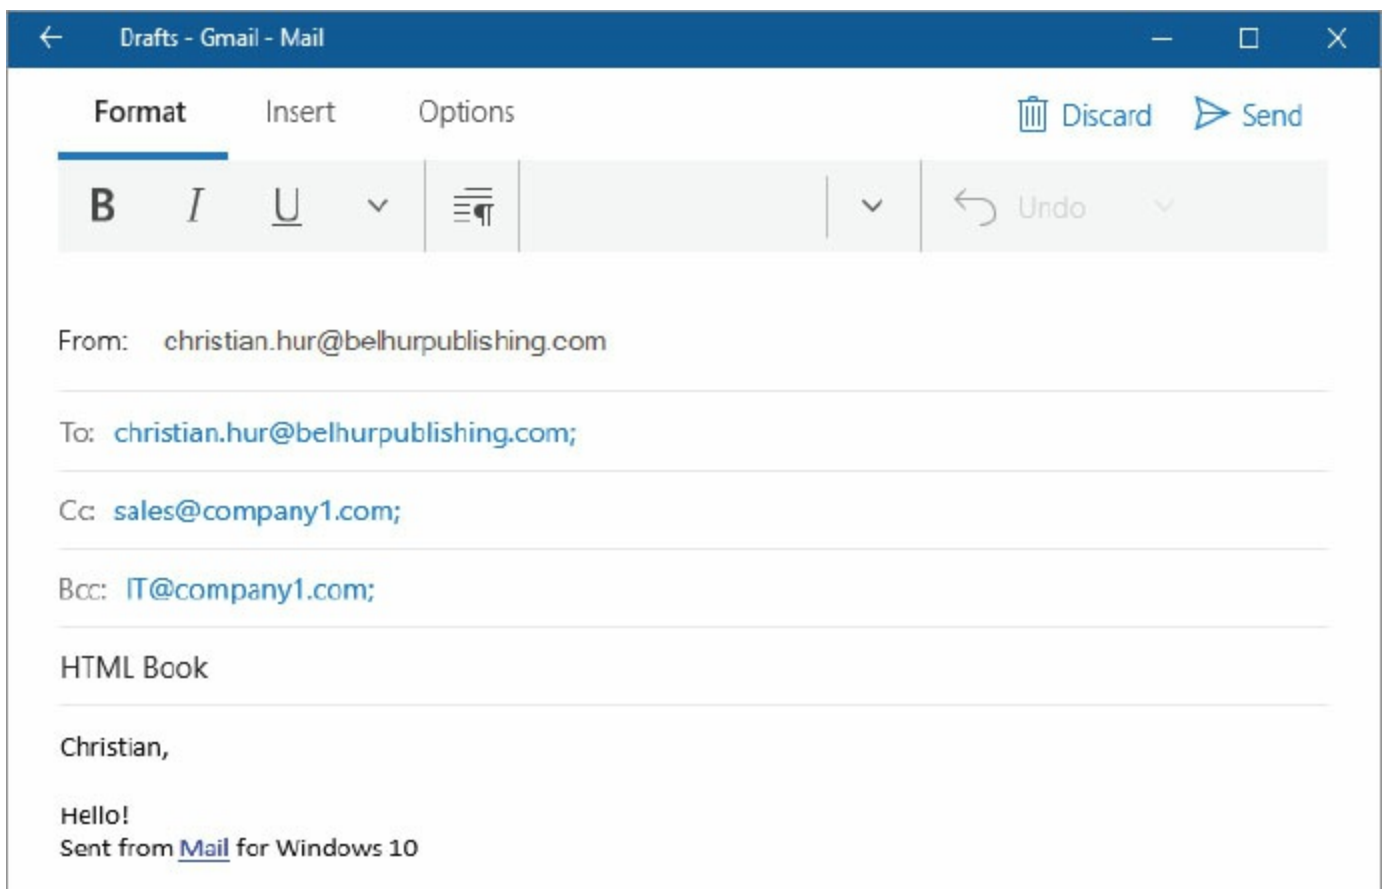 Drafts - Gmail - Mail
Format Insert Options Discard Send
B I U Undo
From: christian.hur@belhurpublishing.com
To: christian.hur@belhurpublishing.com;
Cc: sales@company1.com;
Bcc: IT@company1.com;
HTML Book
Christian,
Hello!
Sent from Mail for Windows 10